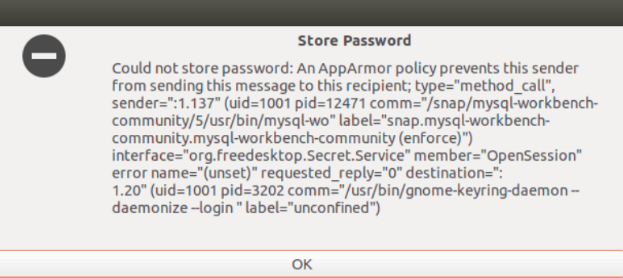 Store Password
Could not store password: An AppArmor policy prevents this sender
from sending this message to this recipient; type="method_call",
sender=":1.137" (uid=1001 pid=12471 comm="/snap/mysql-workbench-
community/5/usr/bin/mysql-wo" label="snap.mysql-workbench-
community.mysql-workbench-community (enforce)")
interface="org.freedesktop.Secret.Service" member="OpenSession"
error name="(unset)" requested_reply="0" destination=":
1.20" (uid=1001 pid=3202 comm="/usr/bin/gnome-keyring-daemon --
daemonize --login " label="unconfined")
OK